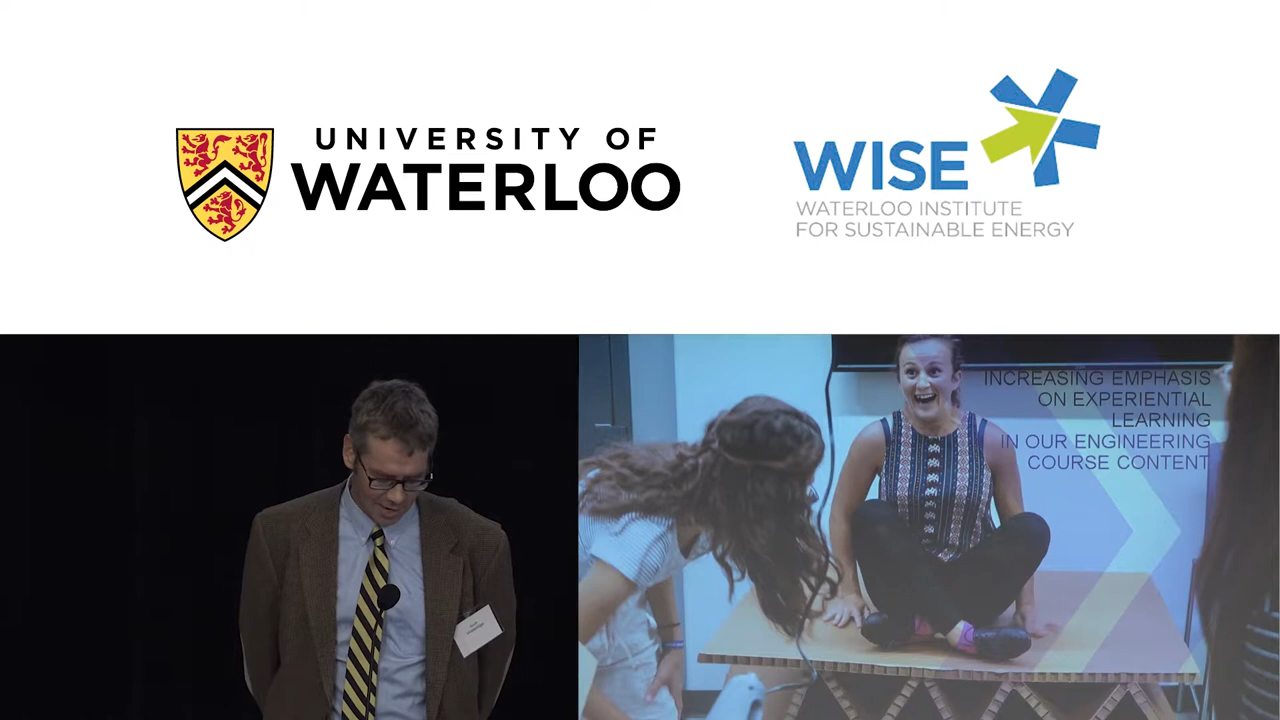 UNIVERSITY OF
WATERLOO
WISE
WATERLOO INSTITUTE
FOR SUSTAINABLE ENERGY
INCREASING EMPHASIS
ON EXPERIENTIAL
LEARNING
IN OUR ENGINEERING
COURSE CONTENT